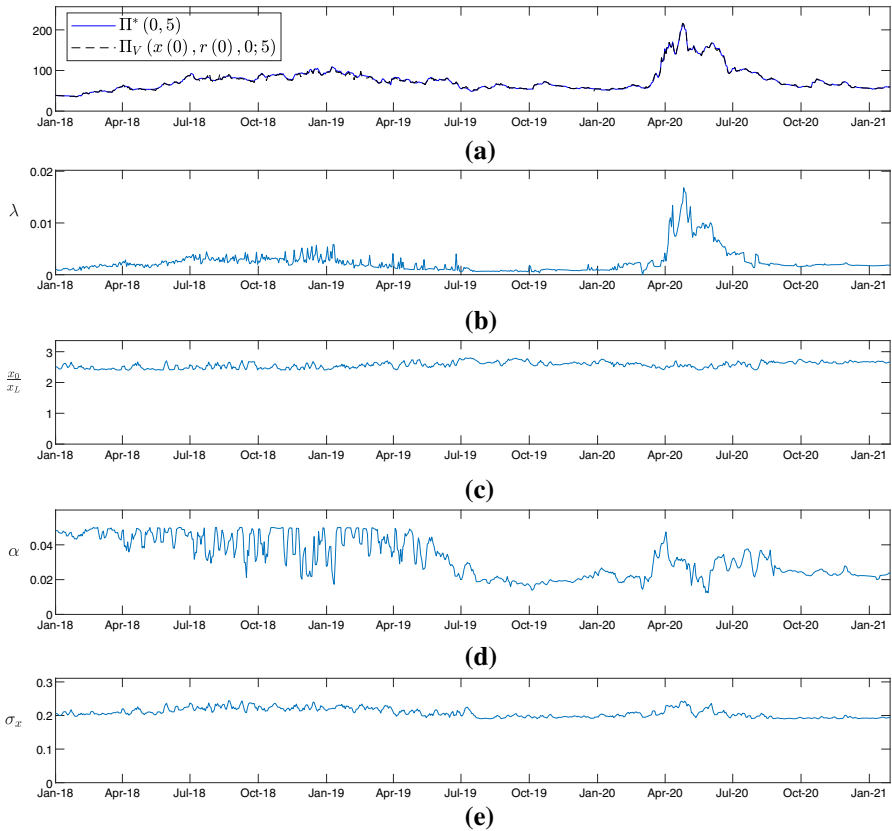 Π* (0, 5)
Π_V (x (0) , r (0) , 0; 5)
200
100
0
Jan-18 Apr-18 Jul-18 Oct-18 Jan-19 Apr-19 Jul-19 Oct-19 Jan-20 Apr-20 Jul-20 Oct-20 Jan-21
(a)
0.02
λ
0.01
0
Jan-18 Apr-18 Jul-18 Oct-18 Jan-19 Apr-19 Jul-19 Oct-19 Jan-20 Apr-20 Jul-20 Oct-20 Jan-21
(b)
3
x_0/x_L
2
1
0
Jan-18 Apr-18 Jul-18 Oct-18 Jan-19 Apr-19 Jul-19 Oct-19 Jan-20 Apr-20 Jul-20 Oct-20 Jan-21
(c)
0.04
α
0.02
0
Jan-18 Apr-18 Jul-18 Oct-18 Jan-19 Apr-19 Jul-19 Oct-19 Jan-20 Apr-20 Jul-20 Oct-20 Jan-21
(d)
0.3
0.2
σ_x
0.1
0
Jan-18 Apr-18 Jul-18 Oct-18 Jan-19 Apr-19 Jul-19 Oct-19 Jan-20 Apr-20 Jul-20 Oct-20 Jan-21
(e)